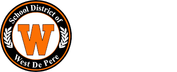 School District of
W
West De Pere